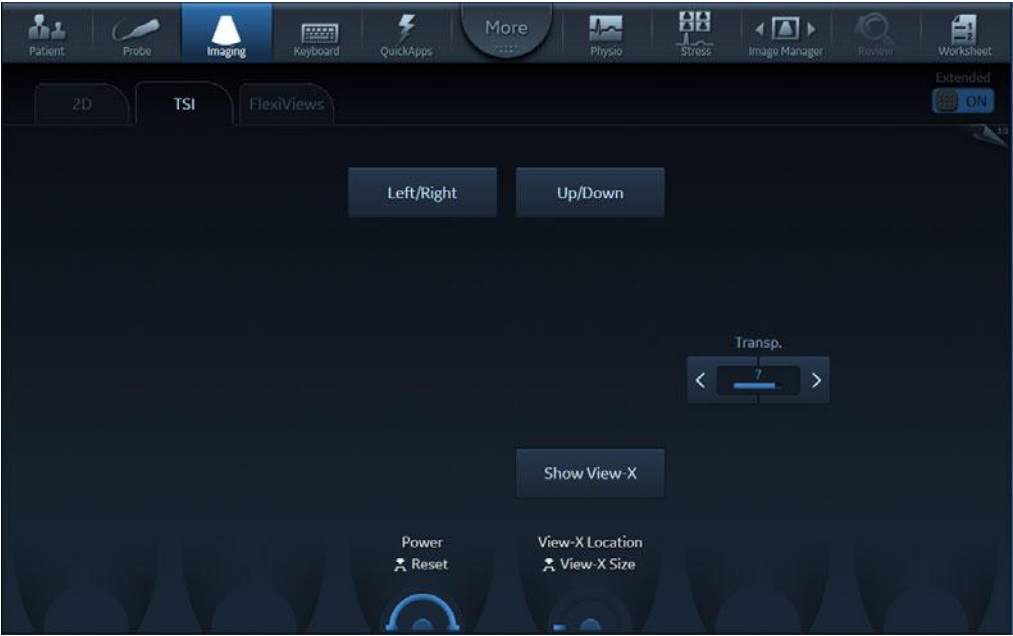 Patient
Probe
Imaging
Keyboard
QuickApps
More
Physio
Stress
Image Manager
Review
Worksheet
2D
TSI
FlexiViews
Extended
ON
Left/Right
Up/Down
Transp.
7
Show View-X
Power
Reset
View-X Location
View-X Size